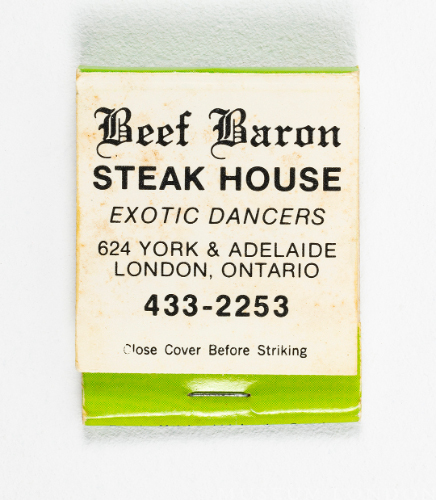 Beef Baron
STEAK HOUSE
EXOTIC DANCERS
624 YORK & ADELAIDE
LONDON, ONTARIO
433-2253
Close Cover Before Striking